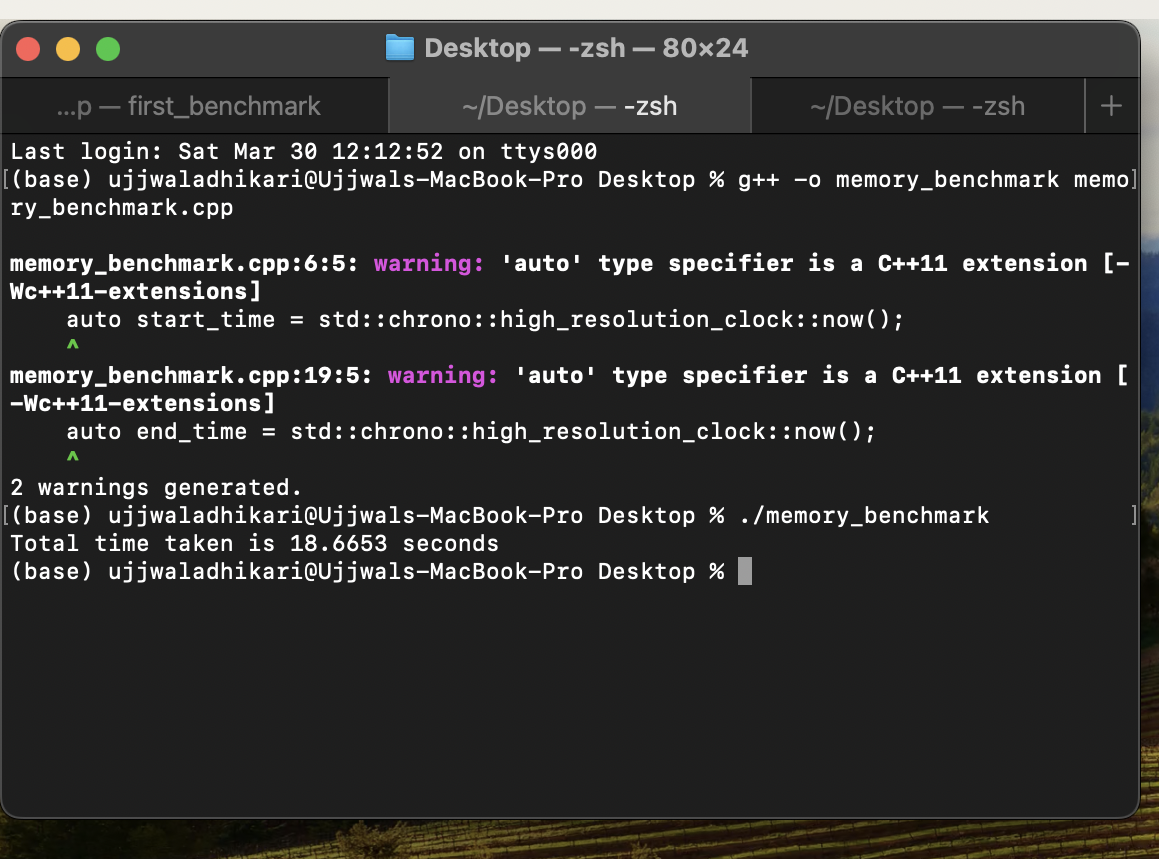 Desktop — -zsh — 80×24
...p — first_benchmark
~/Desktop — -zsh
~/Desktop — -zsh
+
Last login: Sat Mar 30 12:12:52 on ttys000
[(base) ujjwaladhikari@Ujjwals-MacBook-Pro Desktop % g++ -o memory_benchmark memo]
ry_benchmark.cpp
memory_benchmark.cpp:6:5: warning: 'auto' type specifier is a C++11 extension [-
Wc++11-extensions]
    auto start_time = std::chrono::high_resolution_clock::now();
    ^
memory_benchmark.cpp:19:5: warning: 'auto' type specifier is a C++11 extension [
-Wc++11-extensions]
    auto end_time = std::chrono::high_resolution_clock::now();
    ^
2 warnings generated.
[(base) ujjwaladhikari@Ujjwals-MacBook-Pro Desktop % ./memory_benchmark          ]
Total time taken is 18.6653 seconds
(base) ujjwaladhikari@Ujjwals-MacBook-Pro Desktop %